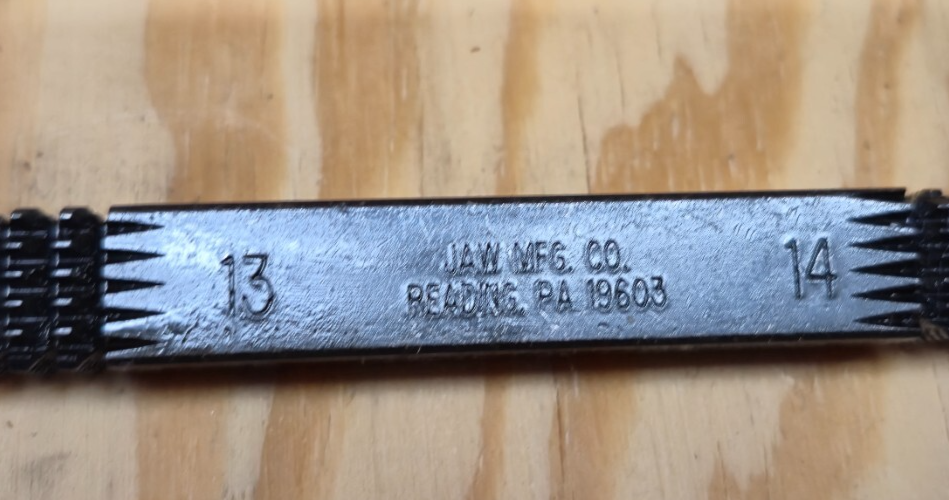 13
JAW MFG. CO.
READING, PA 19603
14